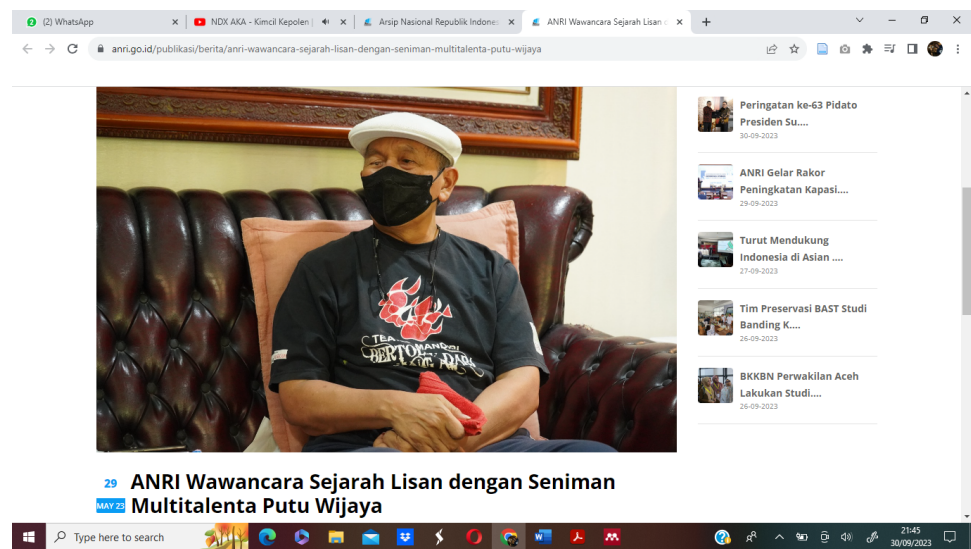 (2) WhatsApp
NDX AKA - Kimcil Kepolen |
Arsip Nasional Republik Indones
ANRI Wawancara Sejarah Lisan d
anri.go.id/publikasi/berita/anri-wawancara-sejarah-lisan-dengan-seniman-multitalenta-putu-wijaya
BERTOLAK DARI
Peringatan ke-63 Pidato
Presiden Su....
30-09-2023
ANRI Gelar Rakor
Peningkatan Kapasi....
29-09-2023
Turut Mendukung
Indonesia di Asian ....
27-09-2023
Tim Preservasi BAST Studi
Banding K....
26-09-2023
BKKBN Perwakilan Aceh
Lakukan Studi....
26-09-2023
29
MAY 23
ANRI Wawancara Sejarah Lisan dengan Seniman
Multitalenta Putu Wijaya
Type here to search
21:45
30/09/2023